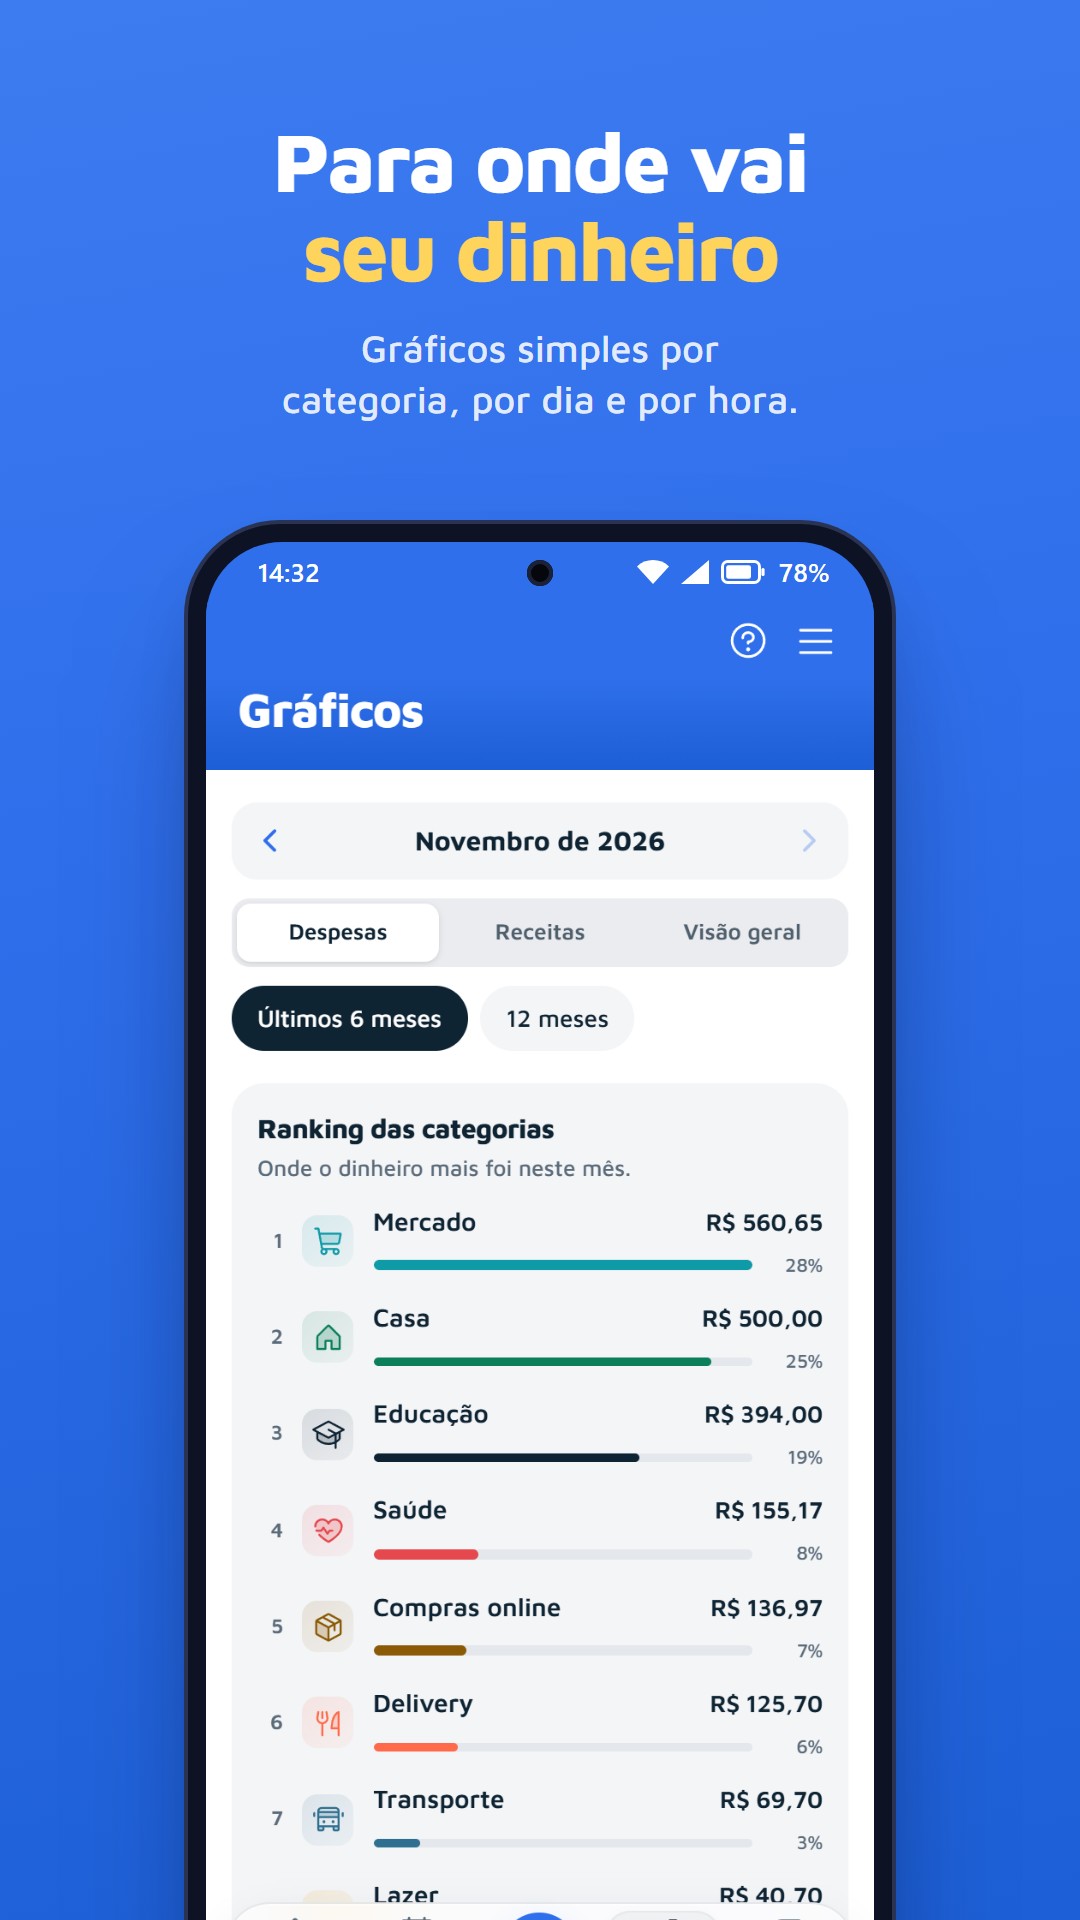 Para onde vai
seu dinheiro
Gráficos simples por
categoria, por dia e por hora.
14:32
78%
Gráficos
Novembro de 2026
Despesas
Receitas
Visão geral
Últimos 6 meses
12 meses
Ranking das categorias
Onde o dinheiro mais foi neste mês.
1
Mercado
R$ 560,65
28%
2
Casa
R$ 500,00
25%
3
Educação
R$ 394,00
19%
4
Saúde
R$ 155,17
8%
5
Compras online
R$ 136,97
7%
6
Delivery
R$ 125,70
6%
7
Transporte
R$ 69,70
3%
Lazer
R$ 40,70